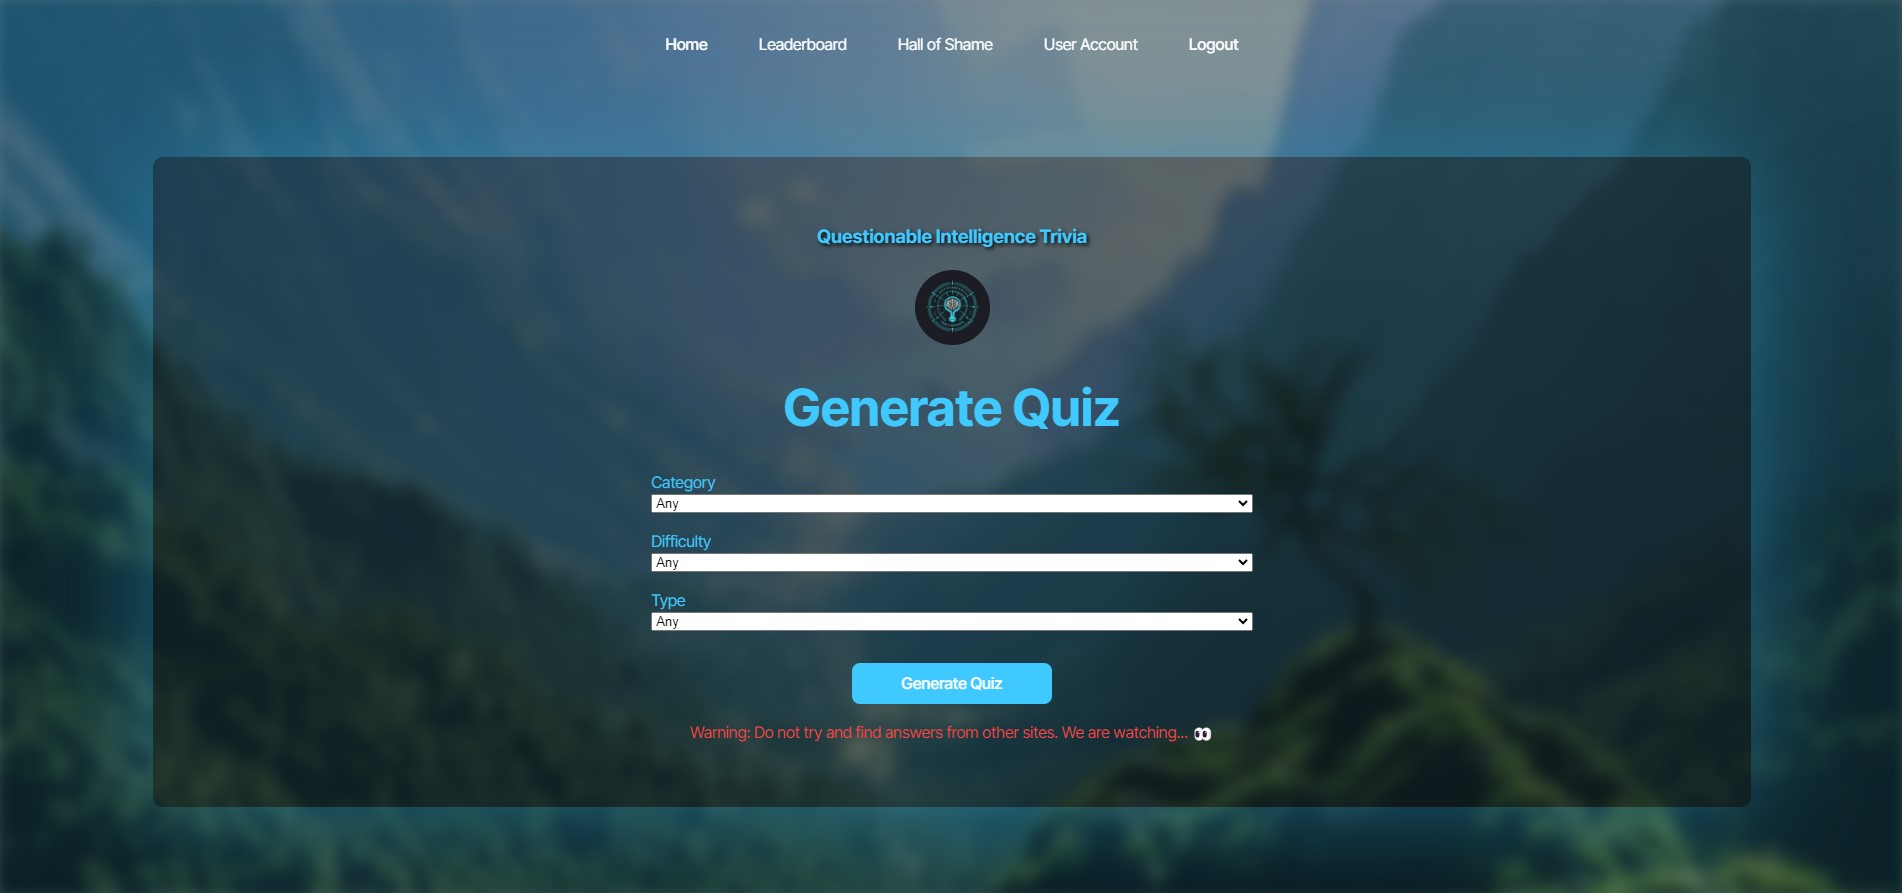 Home Leaderboard Hall of Shame User Account Logout
Questionable Intelligence Trivia
Generate Quiz
Category
Any
Difficulty
Any
Type
Any
Generate Quiz
Warning: Do not try and find answers from other sites. We are watching... 👀